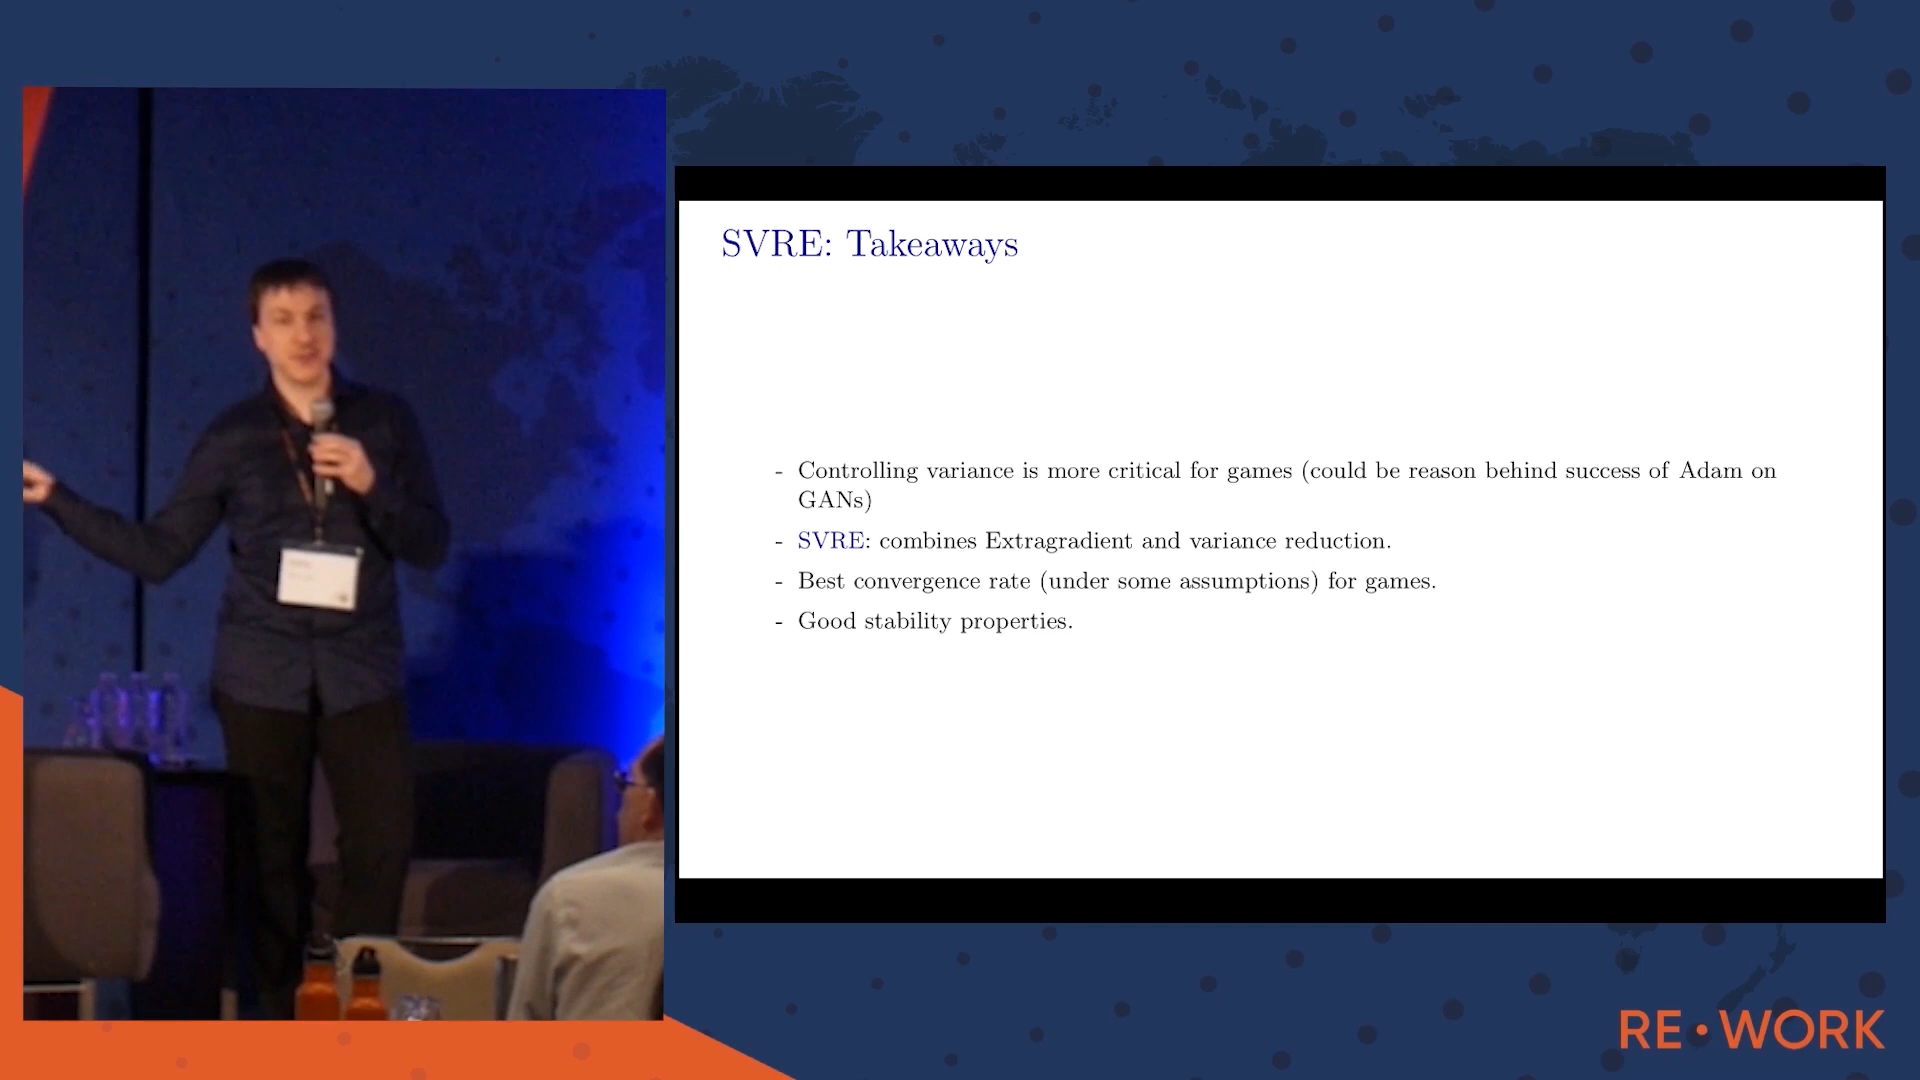 SVRE: Takeaways
- Controlling variance is more critical for games (could be reason behind success of Adam on
GANs)
- SVRE: combines Extragradient and variance reduction.
- Best convergence rate (under some assumptions) for games.
- Good stability properties.
RE•WORK